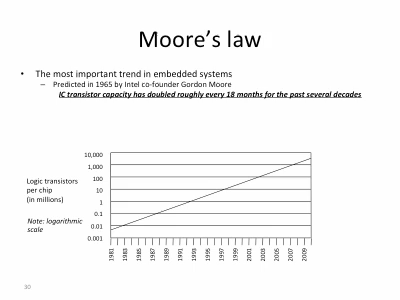 Moore's law
• The most important trend in embedded systems
– Predicted in 1965 by Intel co-founder Gordon Moore
IC transistor capacity has doubled roughly every 18 months for the past several decades
10,000
1,000
100
10
1
0.1
0.01
0.001
Logic transistors
per chip
(in millions)
Note: logarithmic
scale
1981
1983
1985
1987
1989
1991
1993
1995
1997
1999
2001
2003
2005
2007
2009
30